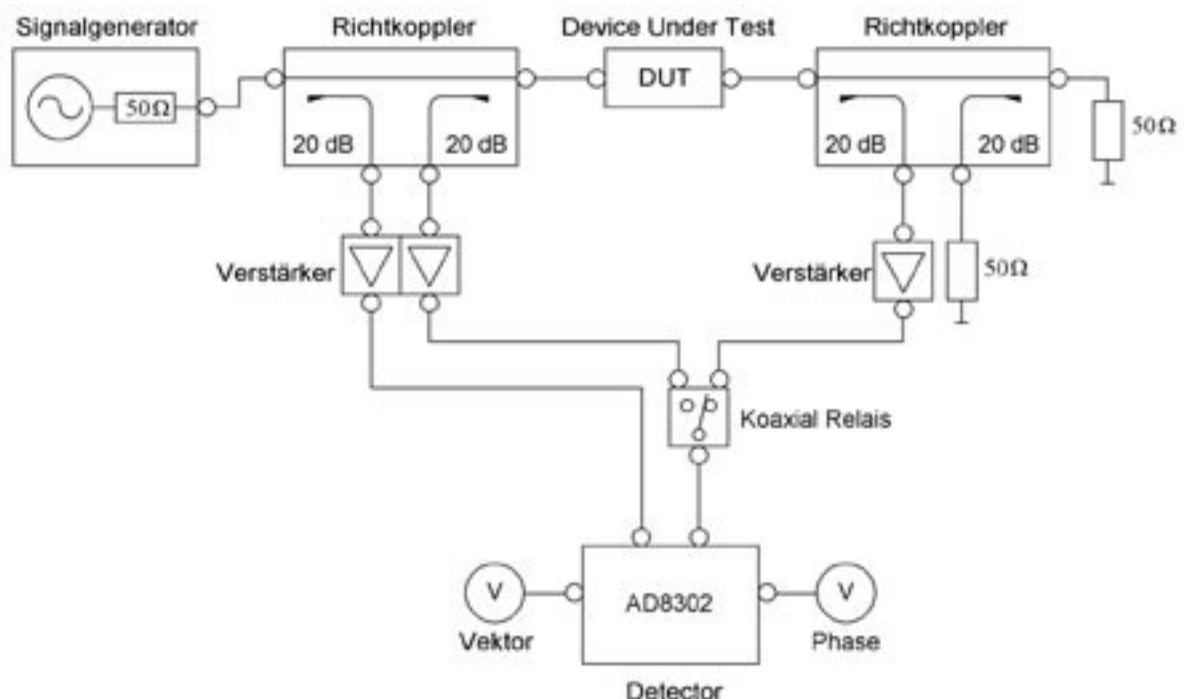 Signalgenerator
Richtkoppler
Device Under Test
Richtkoppler
50Ω
DUT
20 dB
20 dB
20 dB
20 dB
50Ω
Verstärker
Verstärker
50Ω
Koaxial Relais
V
AD8302
V
Vektor
Phase
Detector